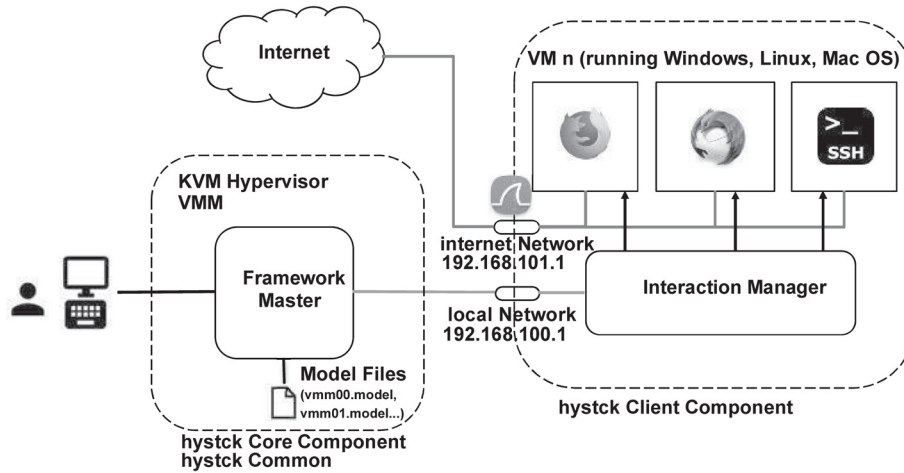 Internet
VM n (running Windows, Linux, Mac OS)
>_
SSH
KVM Hypervisor
VMM
internet Network
192.168.101.1
Framework
Master
Interaction Manager
local Network
192.168.100.1
Model Files
(vmm00.model,
vmm01.model...)
hystck Client Component
hystck Core Component
hystck Common